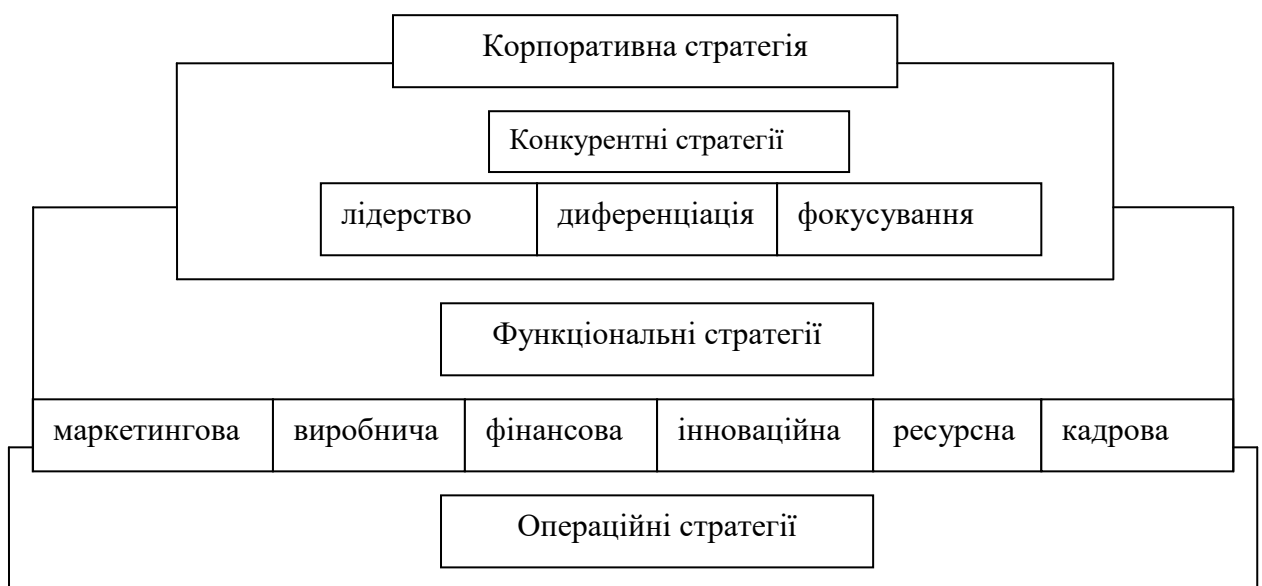 Корпоративна стратегія
Конкурентні стратегії
лідерство диференціація фокусування
Функціональні стратегії
маркетингова виробнича фінансова інноваційна ресурсна кадрова
Операційні стратегії